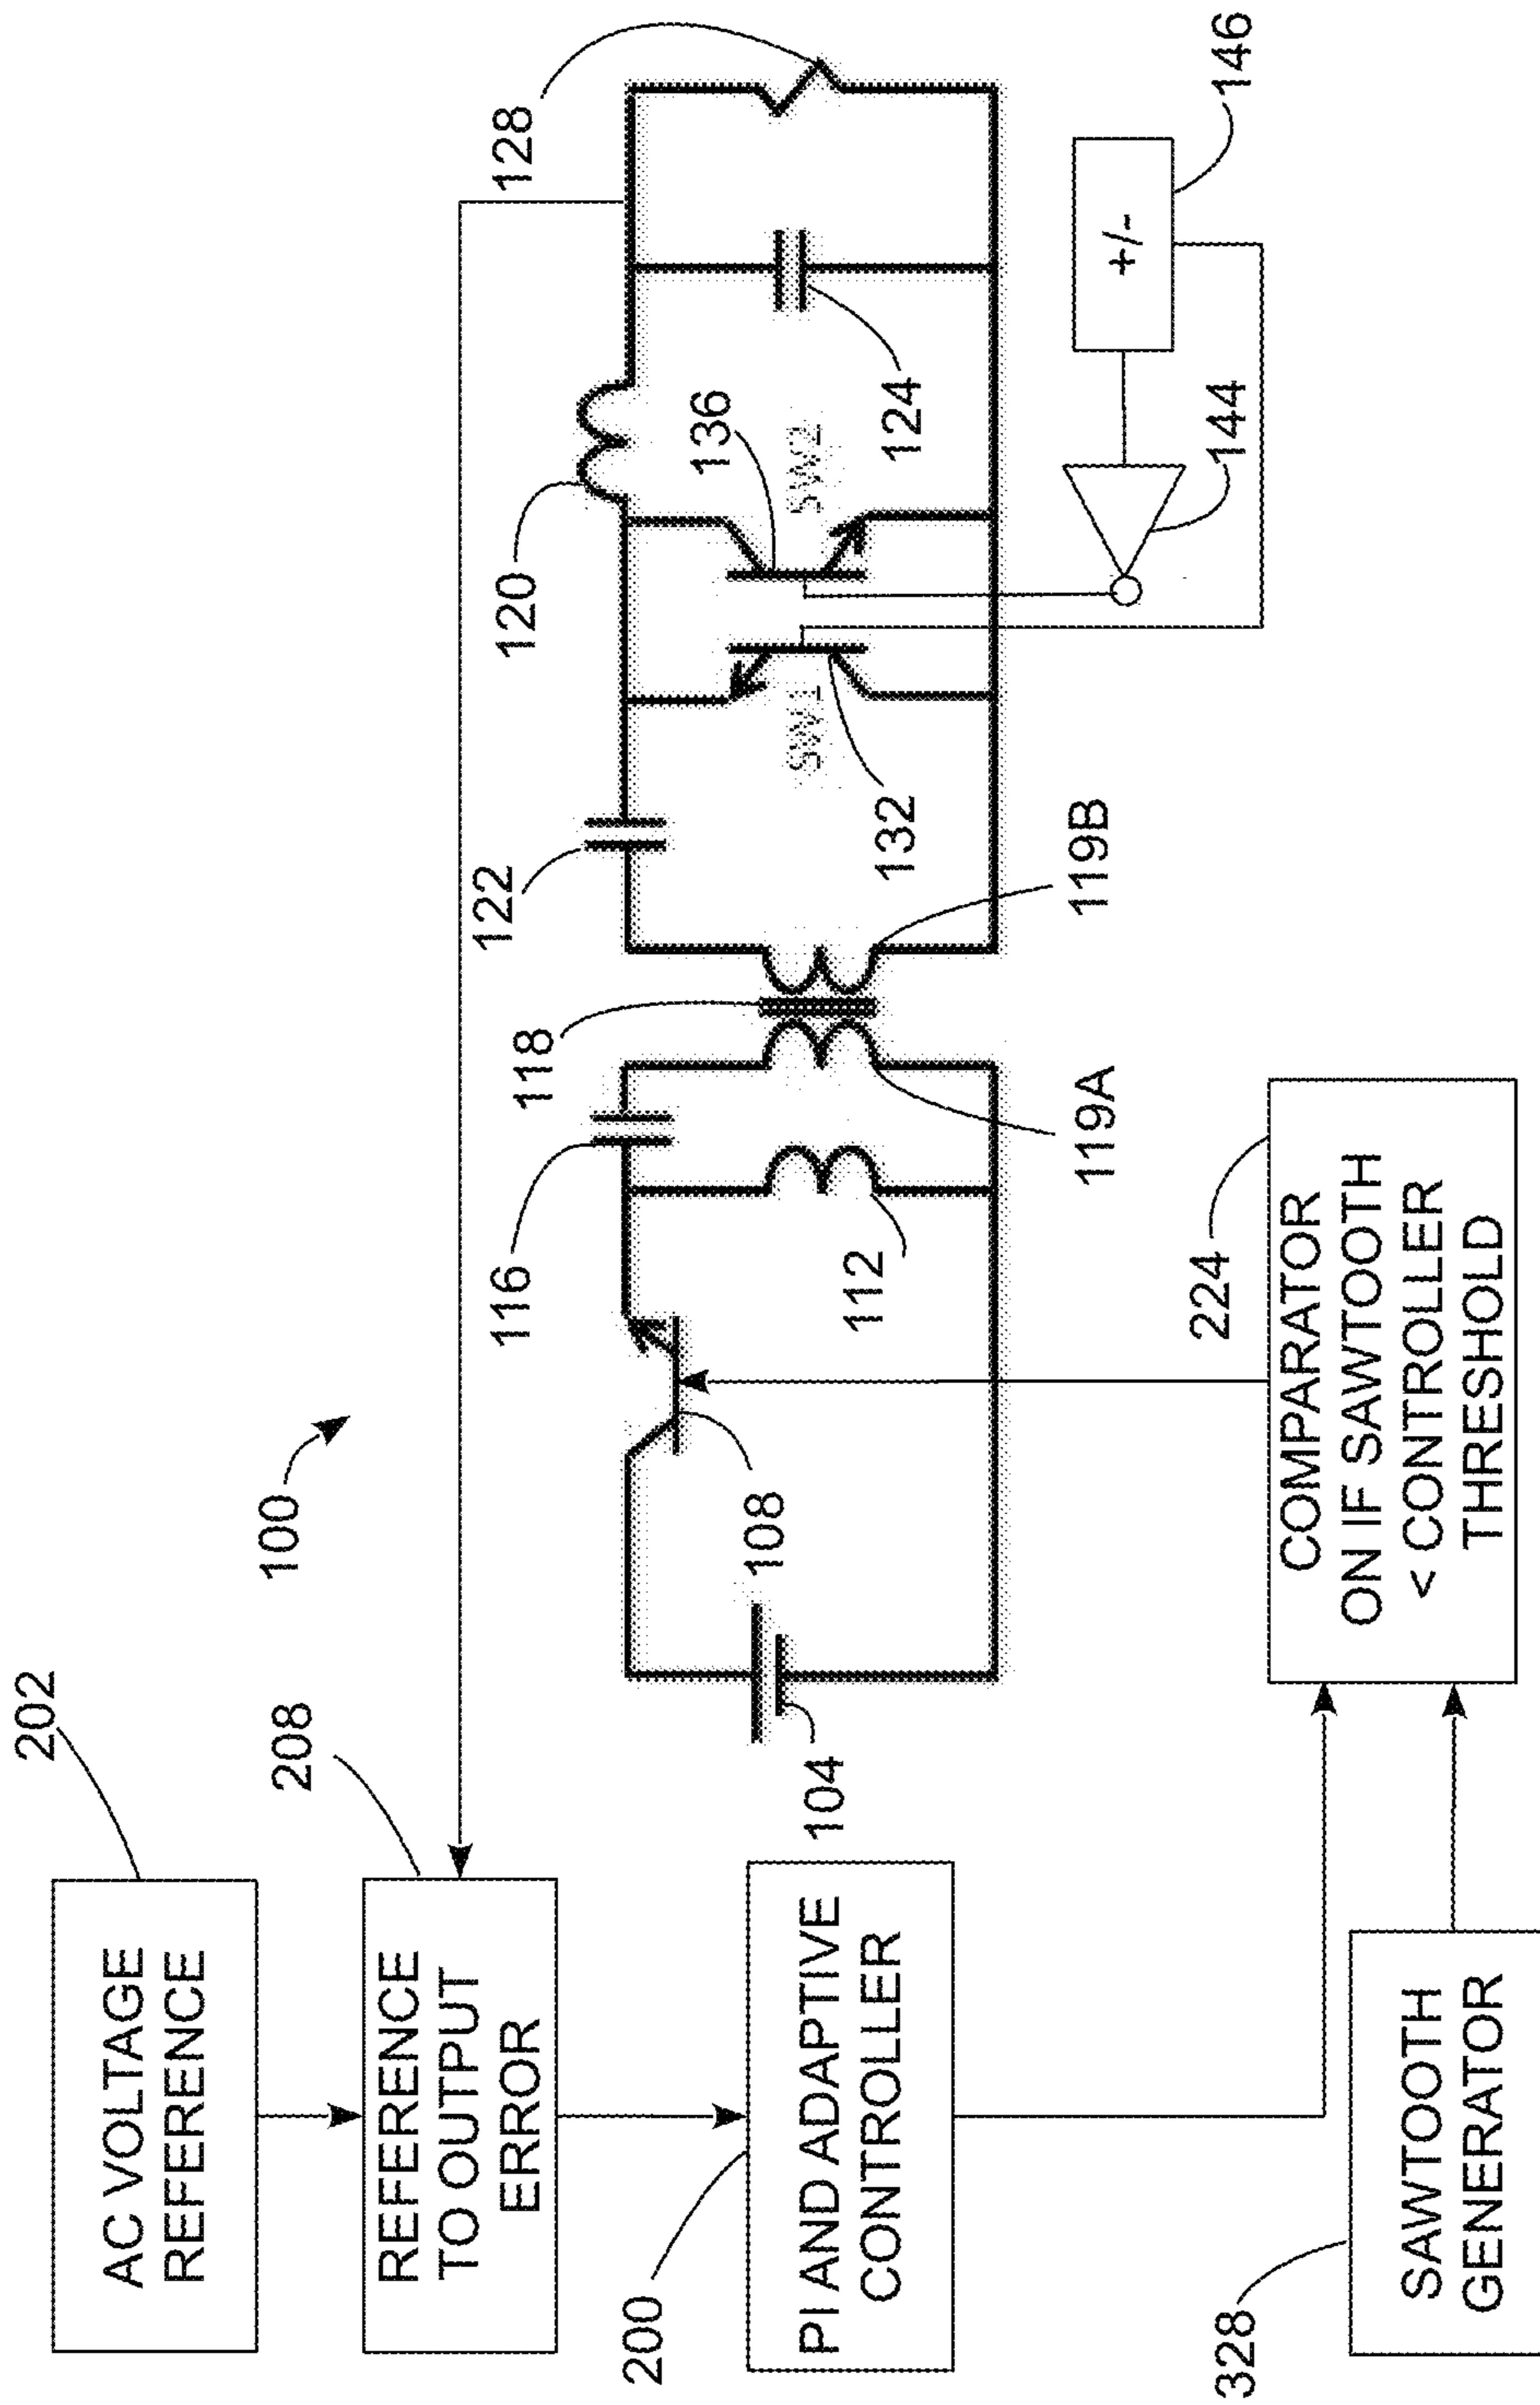 202
AC VOLTAGE
REFERENCE
208
REFERENCE
TO OUTPUT
ERROR
200
PI AND ADAPTIVE
CONTROLLER
328
SAWTOOTH
GENERATOR
224
COMPARATOR
ON IF SAWTOOTH
< CONTROLLER
THRESHOLD
100
104
108
116
112
118
119A
119B
122
SW1
132
120
136
SW2
124
128
144
+/-
146